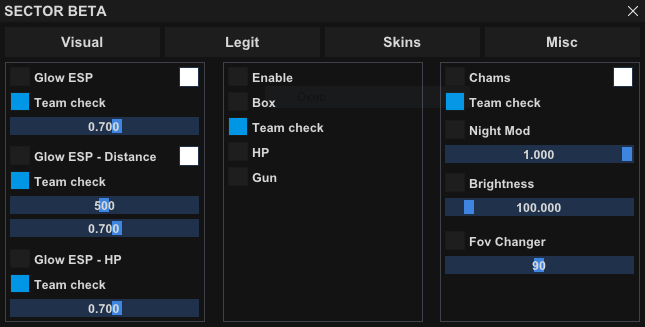 SECTOR BETA
Visual
Legit
Skins
Misc
Glow ESP
Team check
0.700
Glow ESP - Distance
Team check
500
0.700
Glow ESP - HP
Team check
0.700
Enable
Box
Team check
HP
Gun
Chams
Team check
Night Mod
1.000
Brightness
100.000
Fov Changer
90